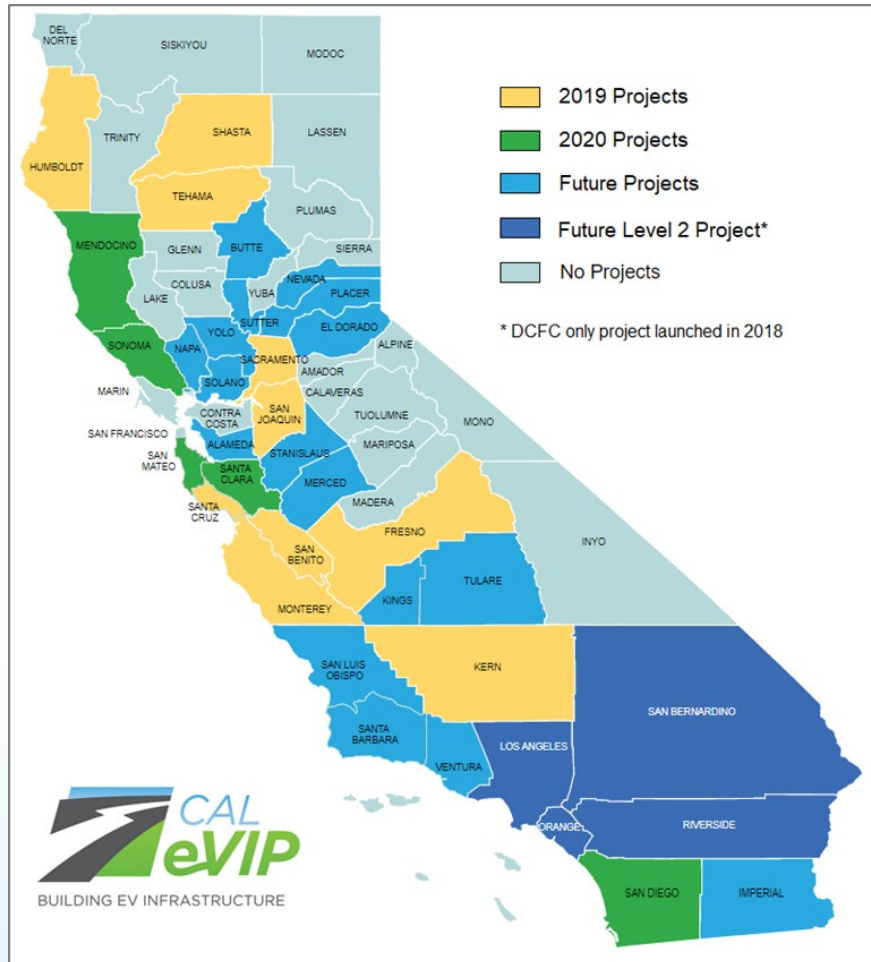 DEL
NORTE
SISKIYOU
MODOC
HUMBOLDT
TRINITY
SHASTA
LASSEN
TEHAMA
PLUMAS
MENDOCINO
GLENN
BUTTE
SIERRA
COLUSA
LAKE
YUBA
NEVADA
PLACER
SUTTER
YOLO
EL DORADO
SONOMA
NAPA
SACRAMENTO
ALPINE
AMADOR
SOLANO
MARIN
CALAVERAS
CONTRA
COSTA
SAN
JOAQUIN
TUOLUMNE
MONO
SAN FRANCISCO
ALAMEDA
STANISLAUS
MARIPOSA
SAN
MATEO
SANTA
CLARA
MERCED
MADERA
SANTA
CRUZ
FRESNO
SAN
BENITO
INYO
MONTEREY
KINGS
TULARE
SAN LUIS
OBISPO
KERN
SANTA
BARBARA
VENTURA
LOS ANGELES
SAN BERNARDINO
ORANGE
RIVERSIDE
SAN DIEGO
IMPERIAL
2019 Projects
2020 Projects
Future Projects
Future Level 2 Project*
No Projects
* DCFC only project launched in 2018
CAL
eVIP
BUILDING EV INFRASTRUCTURE